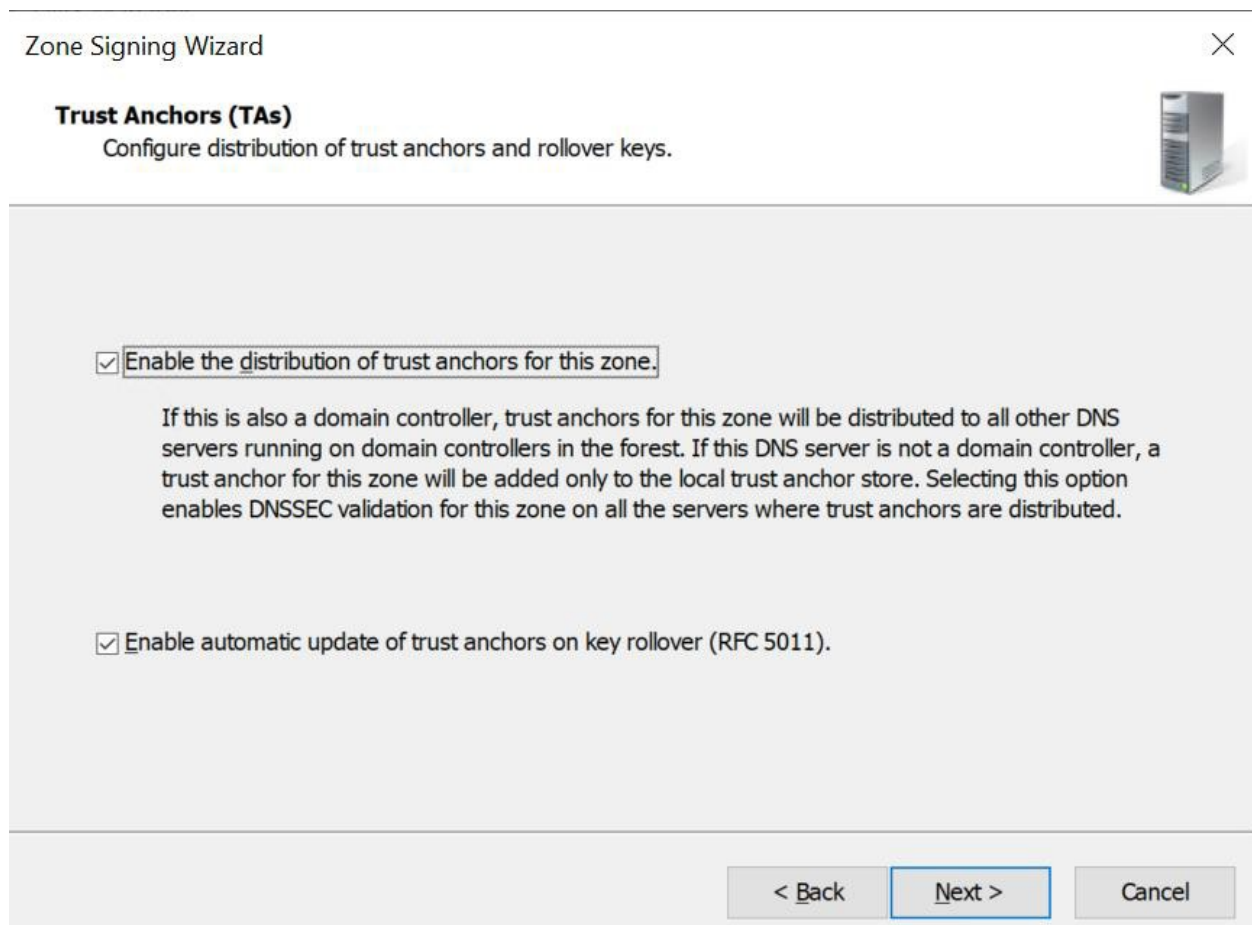 Zone Signing Wizard
Trust Anchors (TAs)
Configure distribution of trust anchors and rollover keys.
Enable the distribution of trust anchors for this zone.
If this is also a domain controller, trust anchors for this zone will be distributed to all other DNS
servers running on domain controllers in the forest. If this DNS server is not a domain controller, a
trust anchor for this zone will be added only to the local trust anchor store. Selecting this option
enables DNSSEC validation for this zone on all the servers where trust anchors are distributed.
Enable automatic update of trust anchors on key rollover (RFC 5011).
< Back
Next >
Cancel